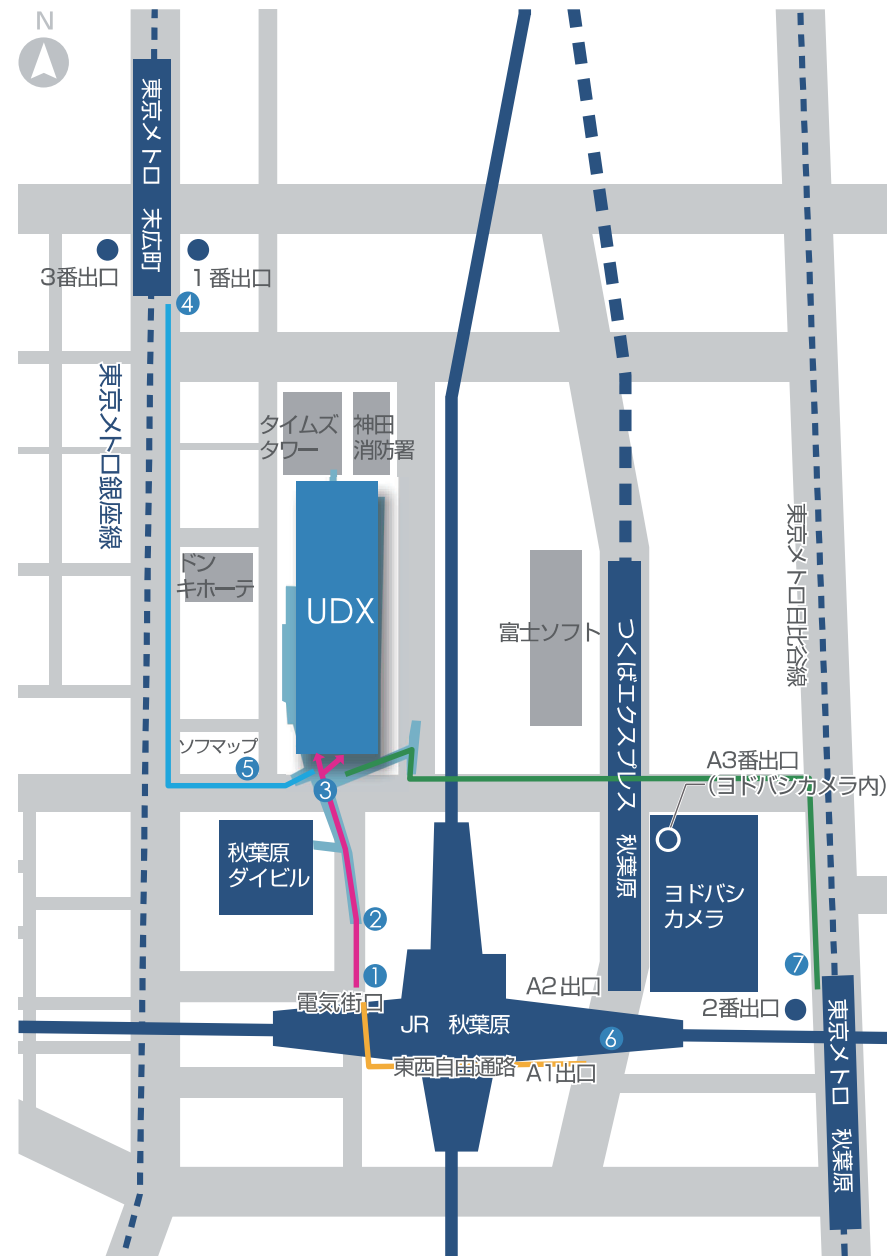 N
東京メトロ 末広町
3番出口
1番出口
4
東京メトロ銀座線
タイムズ
タワー
神田
消防署
ドン
キホーテ
UDX
富士ソフト
つくばエクスプレス 秋葉原
東京メトロ日比谷線
ソフマップ
5
3
A3番出口
(ヨドバシカメラ内)
秋葉原
ダイビル
ヨドバシ
カメラ
2
1
7
電気街口
A2出口
2番出口
JR 秋葉原
6
東西自由通路
A1出口
東京メトロ 秋葉原